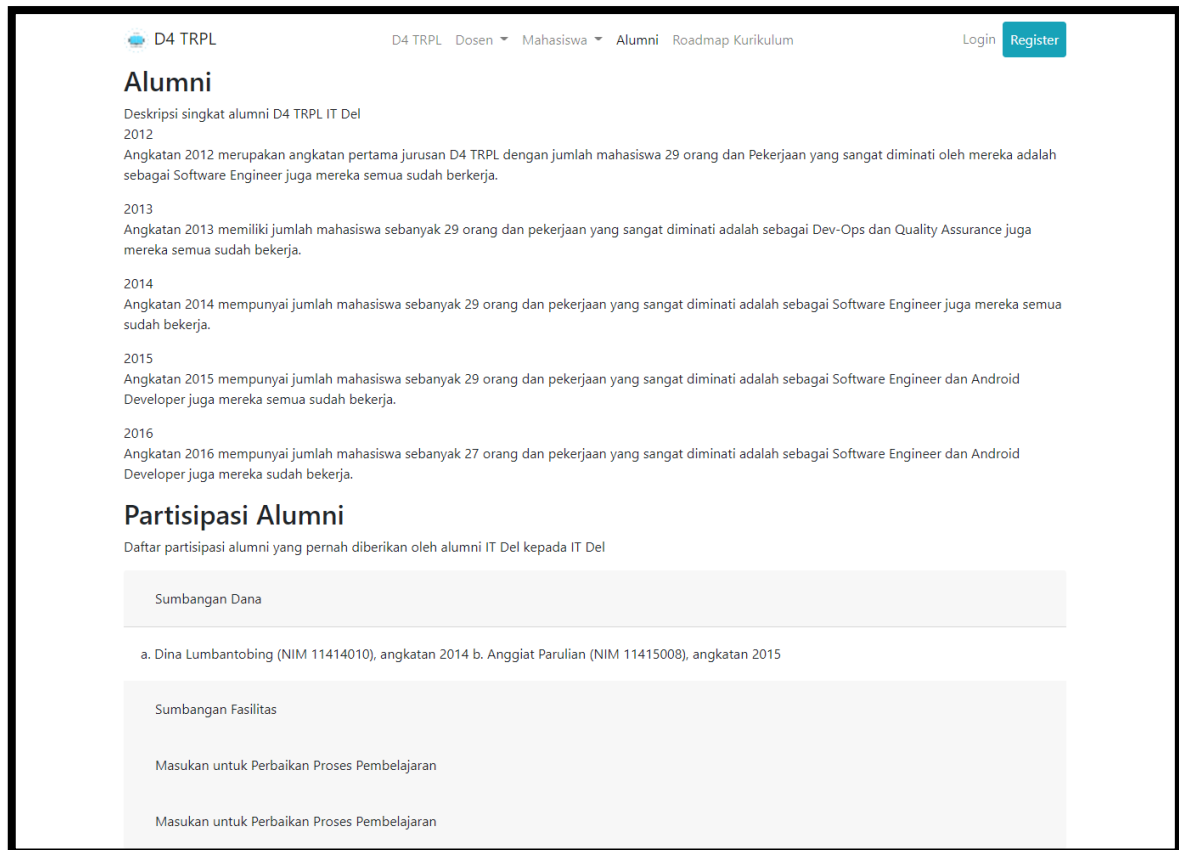 D4 TRPL
D4 TRPL Dosen Mahasiswa Alumni Roadmap Kurikulum
Login Register
Alumni
Deskripsi singkat alumni D4 TRPL IT Del
2012
Angkatan 2012 merupakan angkatan pertama jurusan D4 TRPL dengan jumlah mahasiswa 29 orang dan Pekerjaan yang sangat diminati oleh mereka adalah
sebagai Software Engineer juga mereka semua sudah berkerja.
2013
Angkatan 2013 memiliki jumlah mahasiswa sebanyak 29 orang dan pekerjaan yang sangat diminati adalah sebagai Dev-Ops dan Quality Assurance juga
mereka semua sudah bekerja.
2014
Angkatan 2014 mempunyai jumlah mahasiswa sebanyak 29 orang dan pekerjaan yang sangat diminati adalah sebagai Software Engineer juga mereka semua
sudah bekerja.
2015
Angkatan 2015 mempunyai jumlah mahasiswa sebanyak 29 orang dan pekerjaan yang sangat diminati adalah sebagai Software Engineer dan Android
Developer juga mereka semua sudah bekerja.
2016
Angkatan 2016 mempunyai jumlah mahasiswa sebanyak 27 orang dan pekerjaan yang sangat diminati adalah sebagai Software Engineer dan Android
Developer juga mereka sudah bekerja.
Partisipasi Alumni
Daftar partisipasi alumni yang pernah diberikan oleh alumni IT Del kepada IT Del
Sumbangan Dana
a. Dina Lumbantobing (NIM 11414010), angkatan 2014 b. Anggiat Parulian (NIM 11415008), angkatan 2015
Sumbangan Fasilitas
Masukan untuk Perbaikan Proses Pembelajaran
Masukan untuk Perbaikan Proses Pembelajaran